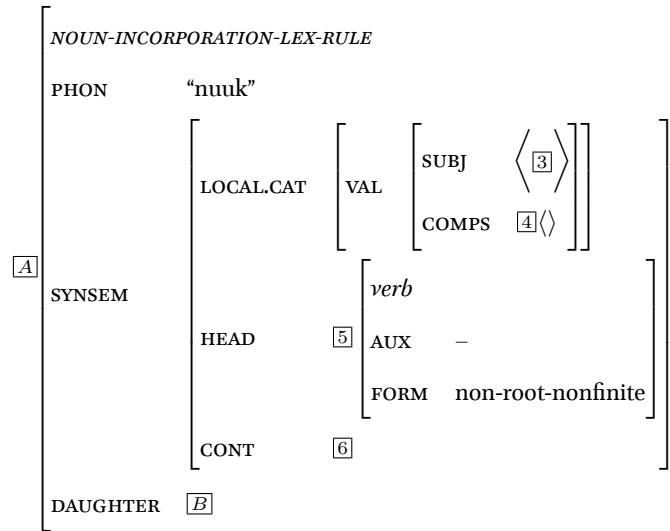 NOUN-INCORPORATION-LEX-RULE
PHON “nuuk”
SUBJ ⟨ 3 ⟩
LOCAL.CAT VAL
COMPS 4 ⟨⟩
A
SYNSEM
verb
HEAD 5 AUX –
FORM non-root-nonfinite
CONT 6
DAUGHTER B